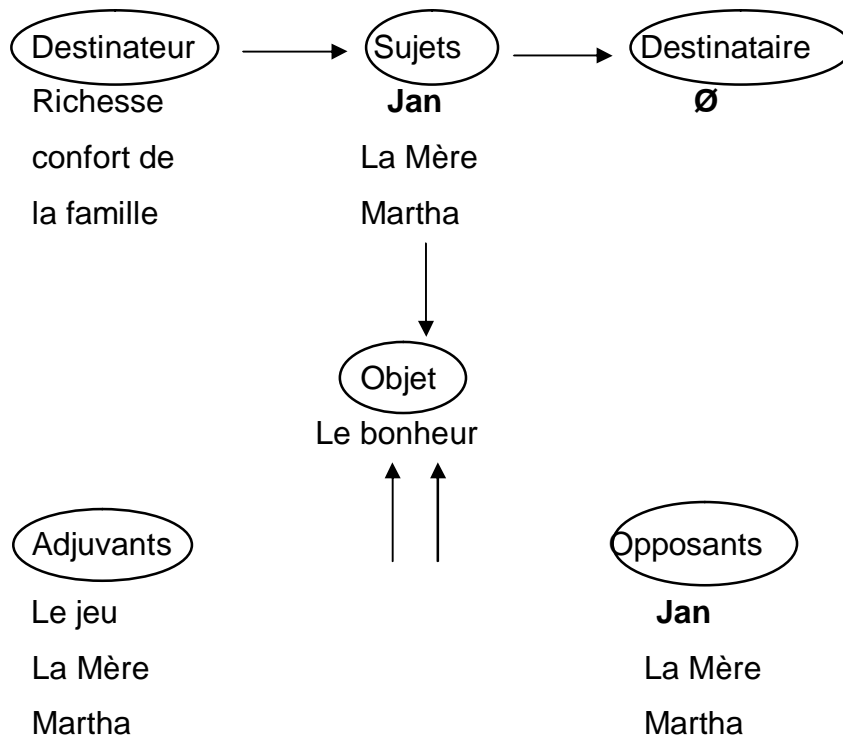 Destinateur Sujets Destinataire
Richesse Jan Ø
confort de La Mère
la famille Martha
Objet
Le bonheur
Adjuvants Opposants
Le jeu Jan
La Mère La Mère
Martha Martha